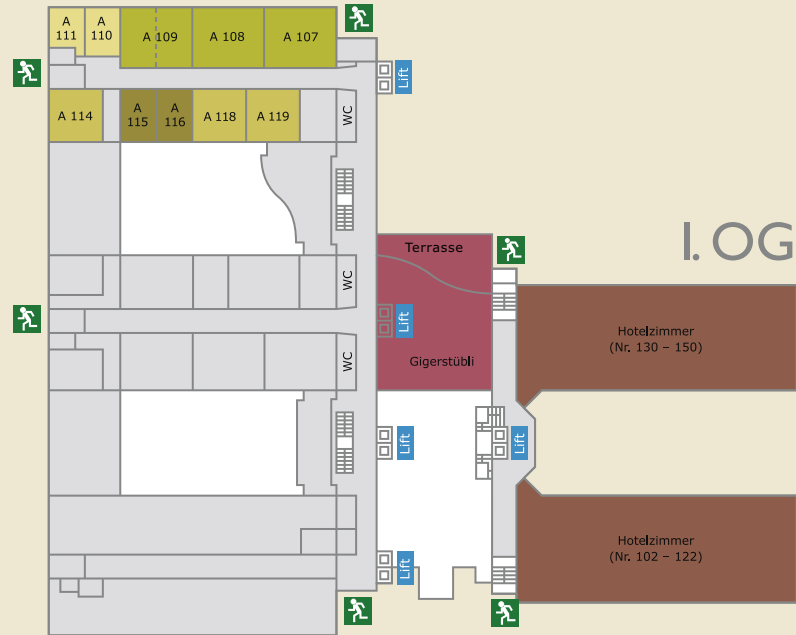 A
111
A
110
A 109
A 108
A 107
Lift
A 114
A
115
A
116
A 118
A 119
WC
Terrasse
I. OG
WC
Lift
Hotelzimmer
(Nr. 130 – 150)
Gigerstübli
WC
Lift
Lift
Hotelzimmer
(Nr. 102 – 122)
Lift